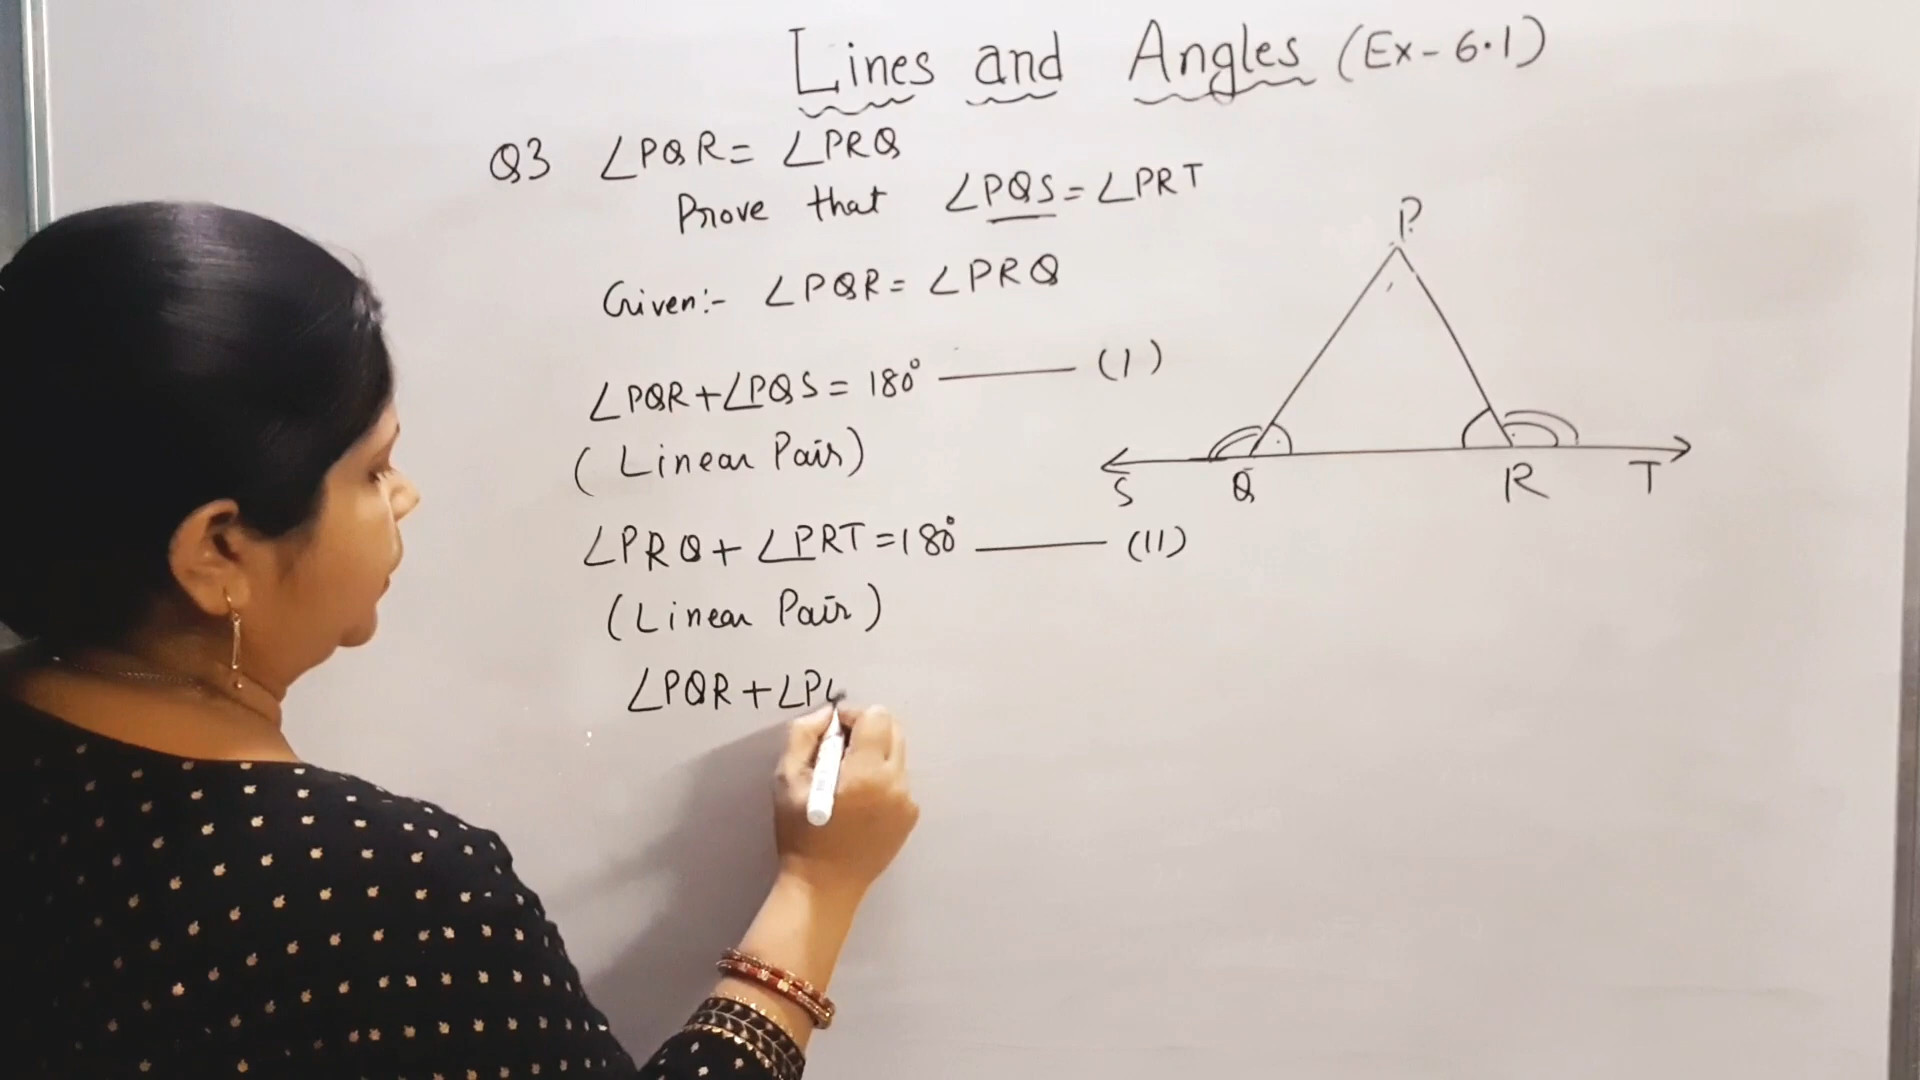 Lines and Angles (Ex-6.1)
Q3 ∠PQR = ∠PRQ
Prove that ∠PQS = ∠PRT
Given:- ∠PQR = ∠PRQ
∠PQR + ∠PQS = 180° ——— (I)
(Linear Pair)
∠PRQ + ∠PRT = 180° ——— (II)
(Linear Pair)
∠PQR + ∠P
P
S Q R T